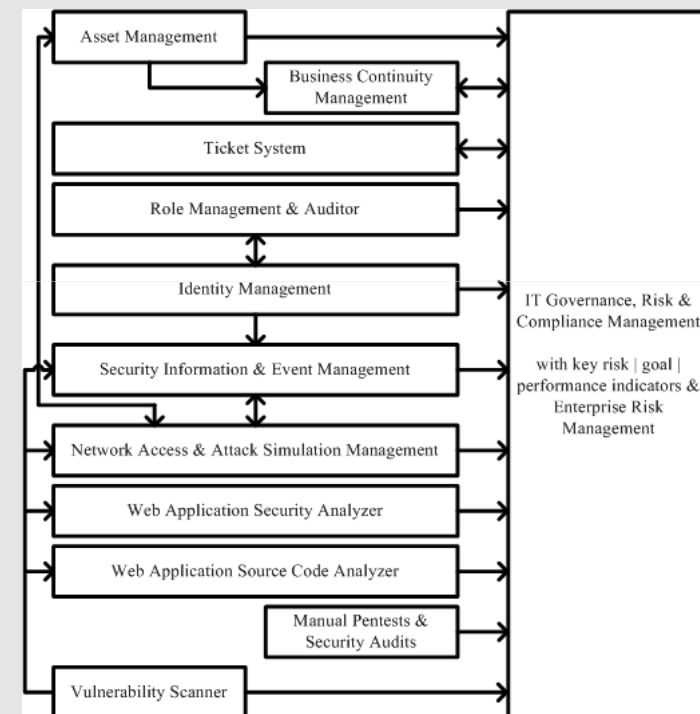 Asset Management
Business Continuity
Management
Ticket System
Role Management & Auditor
Identity Management
Security Information & Event Management
Network Access & Attack Simulation Management
Web Application Security Analyzer
Web Application Source Code Analyzer
Manual Pentests &
Security Audits
Vulnerability Scanner
IT Governance, Risk &
Compliance Management
with key risk | goal |
performance indicators &
Enterprise Risk
Management